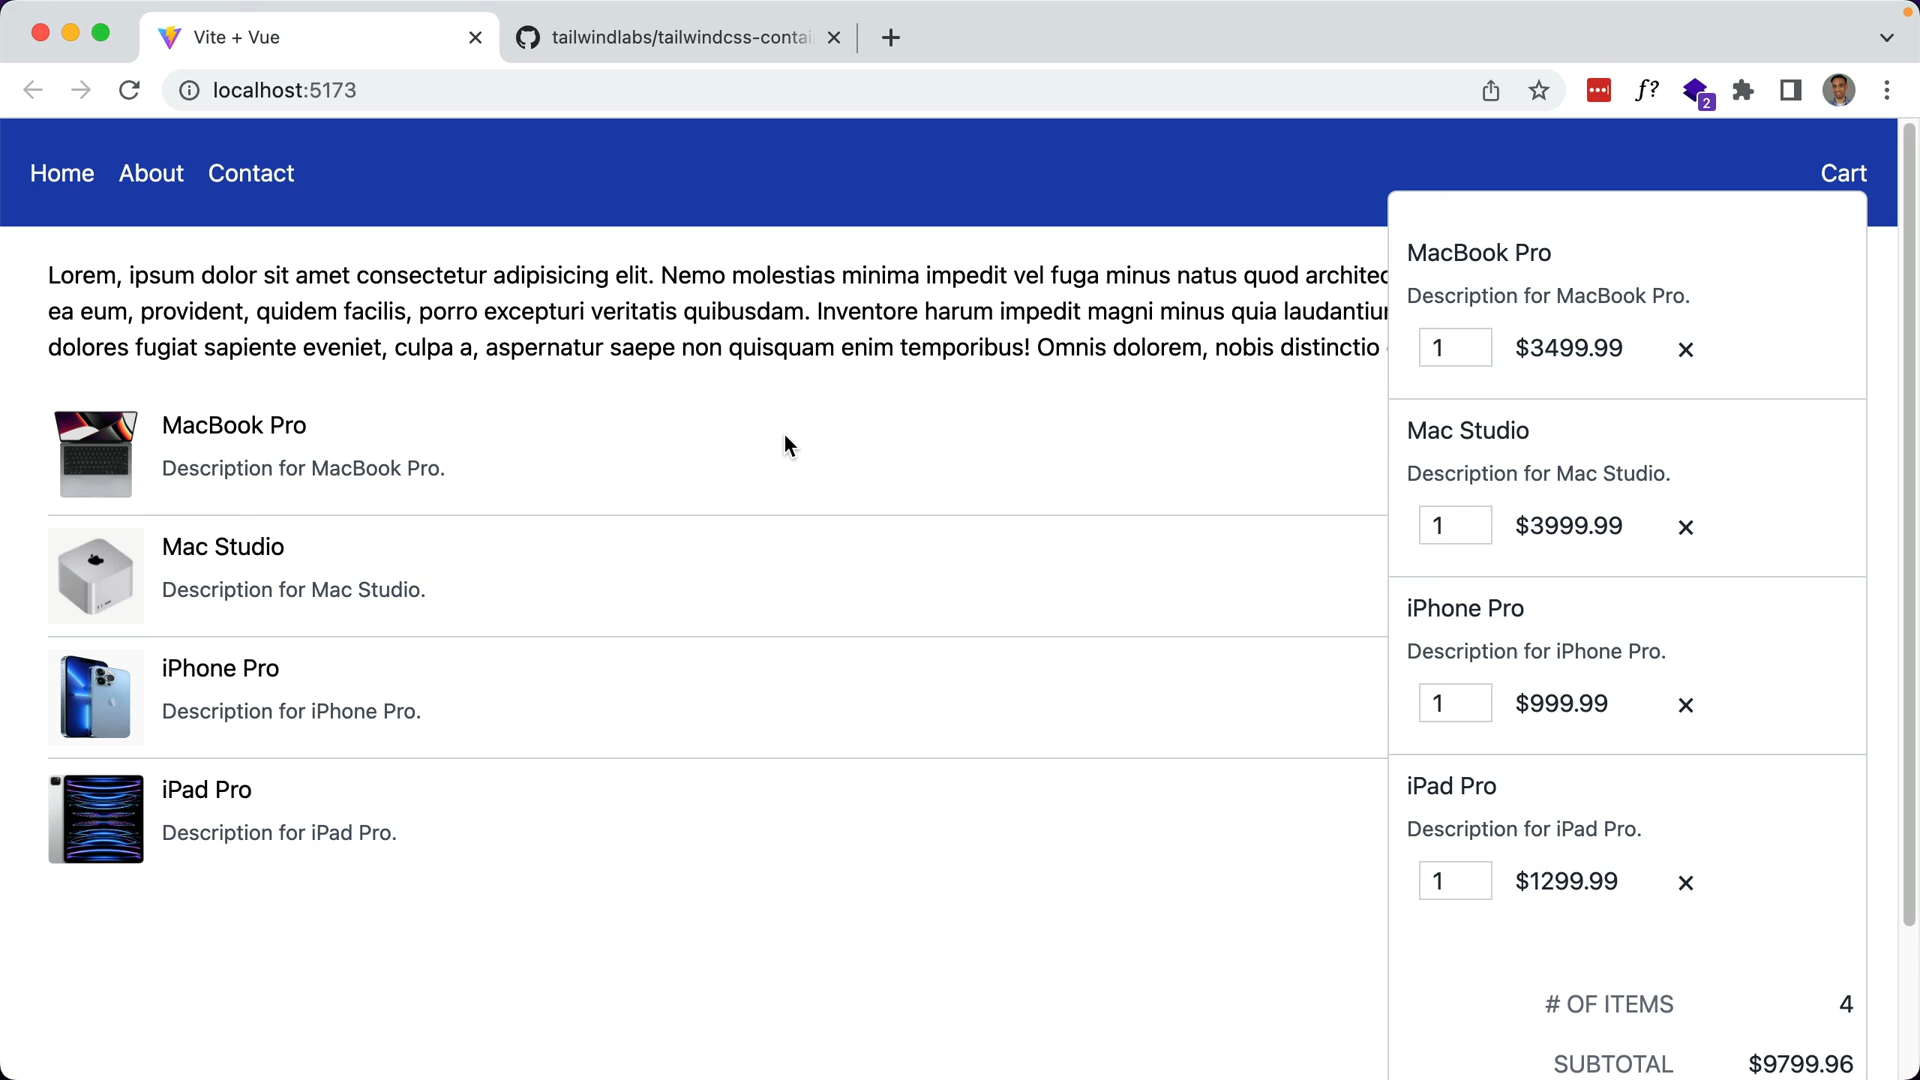 Vite + Vue
tailwindlabs/tailwindcss-contai
localhost:5173
f?
2
Home About Contact
Cart
Lorem, ipsum dolor sit amet consectetur adipisicing elit. Nemo molestias minima impedit vel fuga minus natus quod architec
ea eum, provident, quidem facilis, porro excepturi veritatis quibusdam. Inventore harum impedit magni minus quia
dolores fugiat sapiente eveniet, culpa a, aspernatur saepe non quisquam enim temporibus! Omnis dolorem, nobis distinctio
MacBook Pro
Description for MacBook Pro.
Mac Studio
Description for Mac Studio.
iPhone Pro
Description for iPhone Pro.
iPad Pro
Description for iPad Pro.
MacBook Pro
Description for MacBook Pro.
1 $3499.99 ×
Mac Studio
Description for Mac Studio.
1 $3999.99 ×
iPhone Pro
Description for iPhone Pro.
1 $999.99 ×
iPad Pro
Description for iPad Pro.
1 $1299.99 ×
# OF ITEMS 4
SUBTOTAL $9799.96